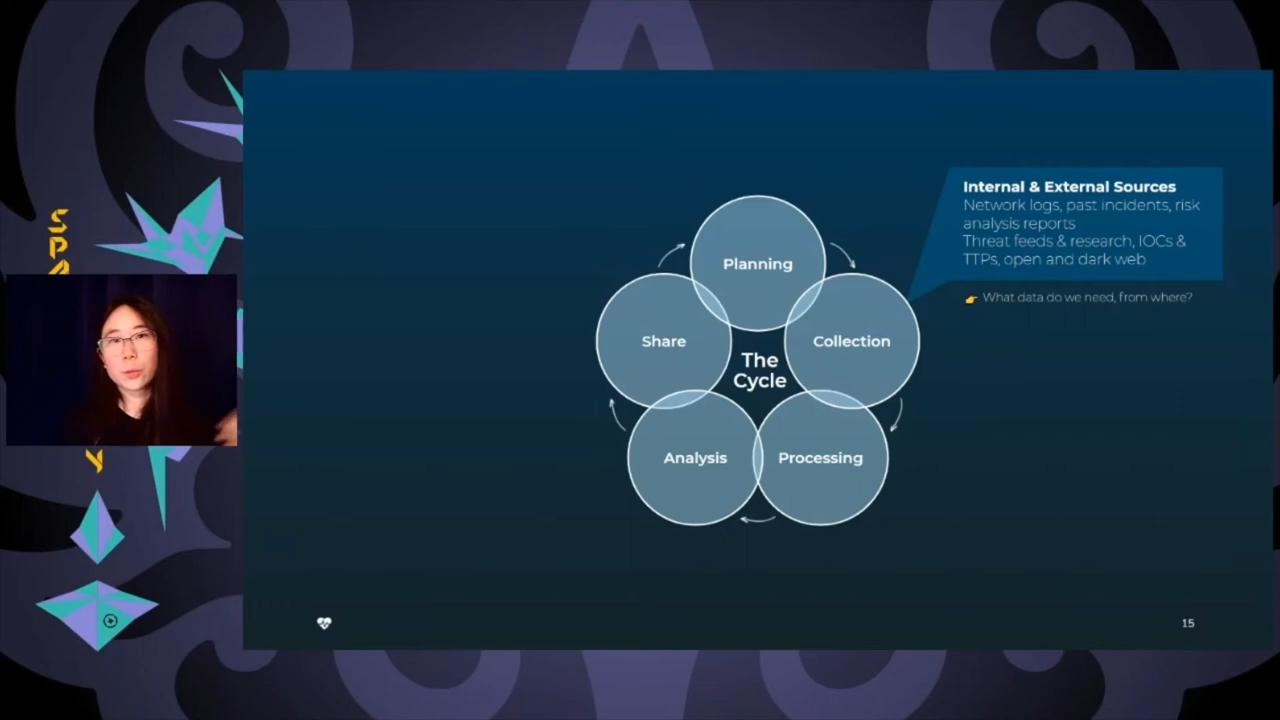 Internal & External Sources
Network logs, past incidents, risk
analysis reports
Threat feeds & research, IOCs &
TTPs, open and dark web
👉 What data do we need, from where?
Planning
Share
Collection
The
Cycle
Analysis
Processing
15